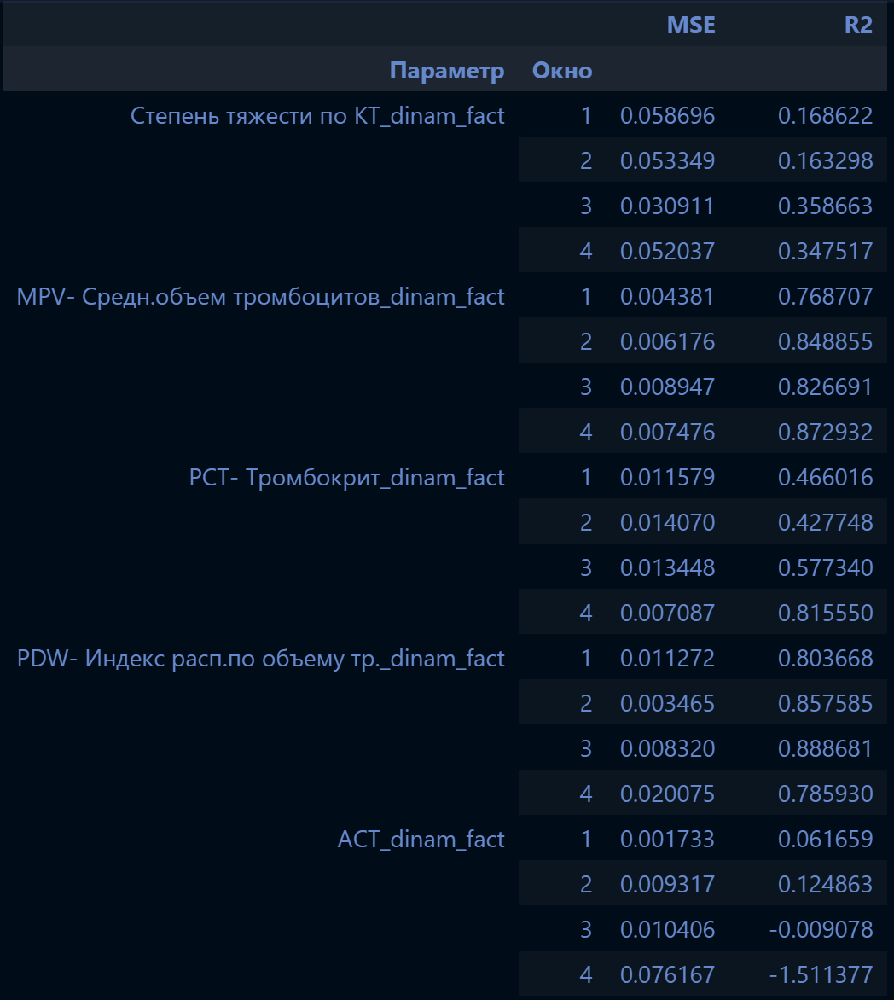 MSE R2
Параметр Окно
Степень тяжести по КТ_dinam_fact 1 0.058696 0.168622
2 0.053349 0.163298
3 0.030911 0.358663
4 0.052037 0.347517
MPV- Средн.объем тромбоцитов_dinam_fact 1 0.004381 0.768707
2 0.006176 0.848855
3 0.008947 0.826691
4 0.007476 0.872932
PCT- Тромбокрит_dinam_fact 1 0.011579 0.466016
2 0.014070 0.427748
3 0.013448 0.577340
4 0.007087 0.815550
PDW- Индекс расп.по объему тр._dinam_fact 1 0.011272 0.803668
2 0.003465 0.857585
3 0.008320 0.888681
4 0.020075 0.785930
АСТ_dinam_fact 1 0.001733 0.061659
2 0.009317 0.124863
3 0.010406 -0.009078
4 0.076167 -1.511377